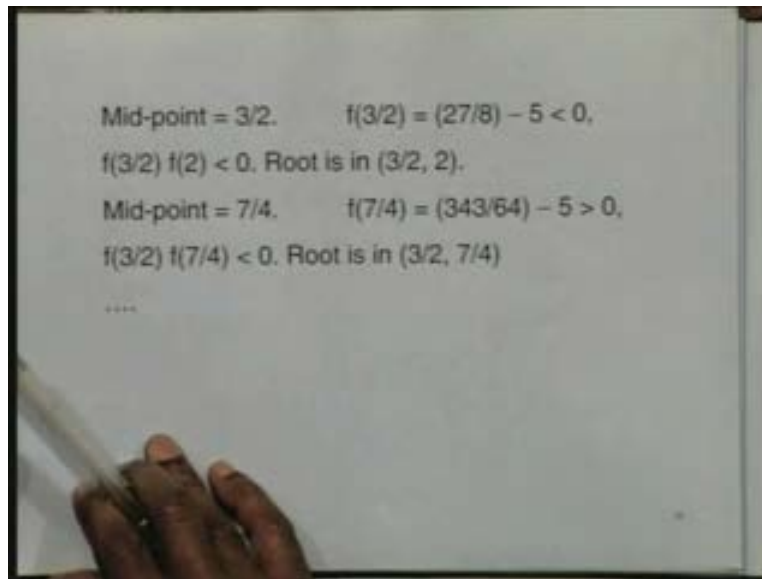 Mid-point = 3/2. f(3/2) = (27/8) – 5 < 0,
f(3/2) f(2) < 0. Root is in (3/2, 2).
Mid-point = 7/4. f(7/4) = (343/64) – 5 > 0,
f(3/2) f(7/4) < 0. Root is in (3/2, 7/4)
....